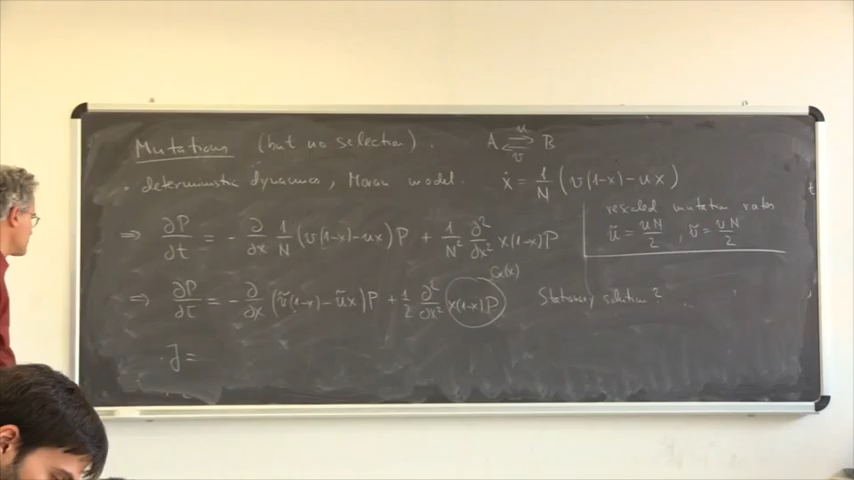 Mutations (but no selection). A ⇄ B u v
• deterministic dynamics, Moran model. ẋ = 1/N (v(1-x) - ux)
rescaled mutation rates
ũ = uN/2, ṽ = vN/2
⇒ ∂P/∂t = - ∂/∂x 1/N (v(1-x) - ux) P + 1/N² ∂²/∂x² x(1-x)P
G(x)
⇒ ∂P/∂τ = - ∂/∂x (ṽ(1-x) - ũx) P + 1/2 ∂²/∂x² x(1-x)P Stationary solution?
J =
t